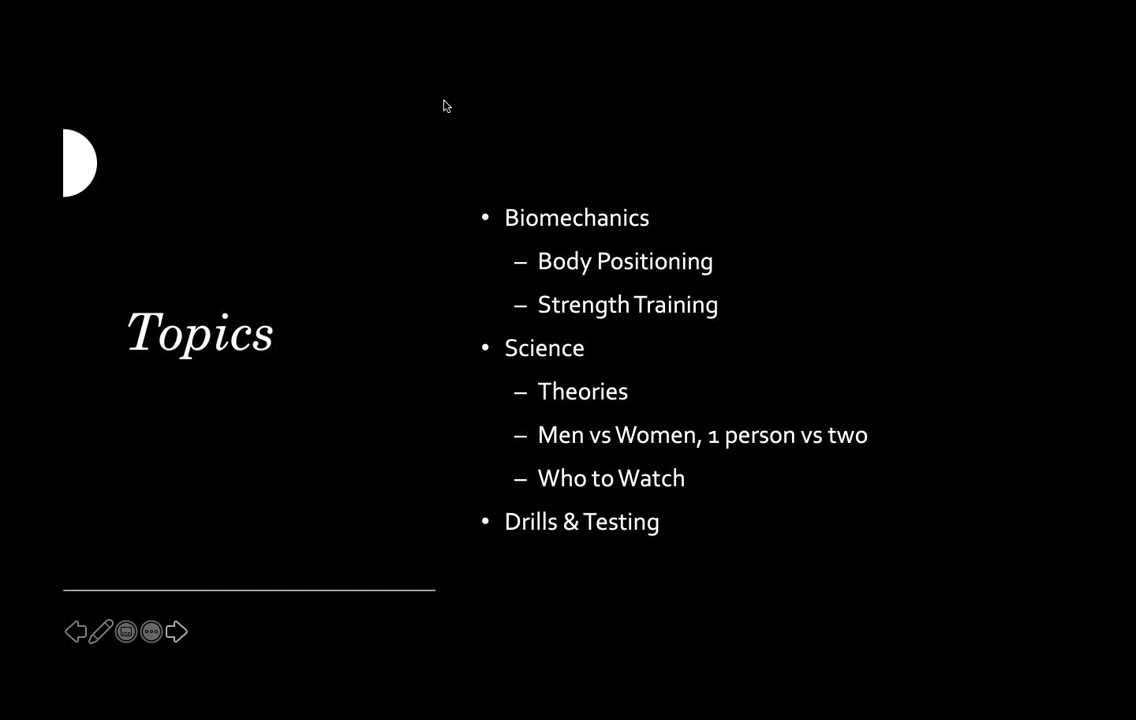 Topics
• Biomechanics
– Body Positioning
– Strength Training
• Science
– Theories
– Men vs Women, 1 person vs two
– Who to Watch
• Drills & Testing